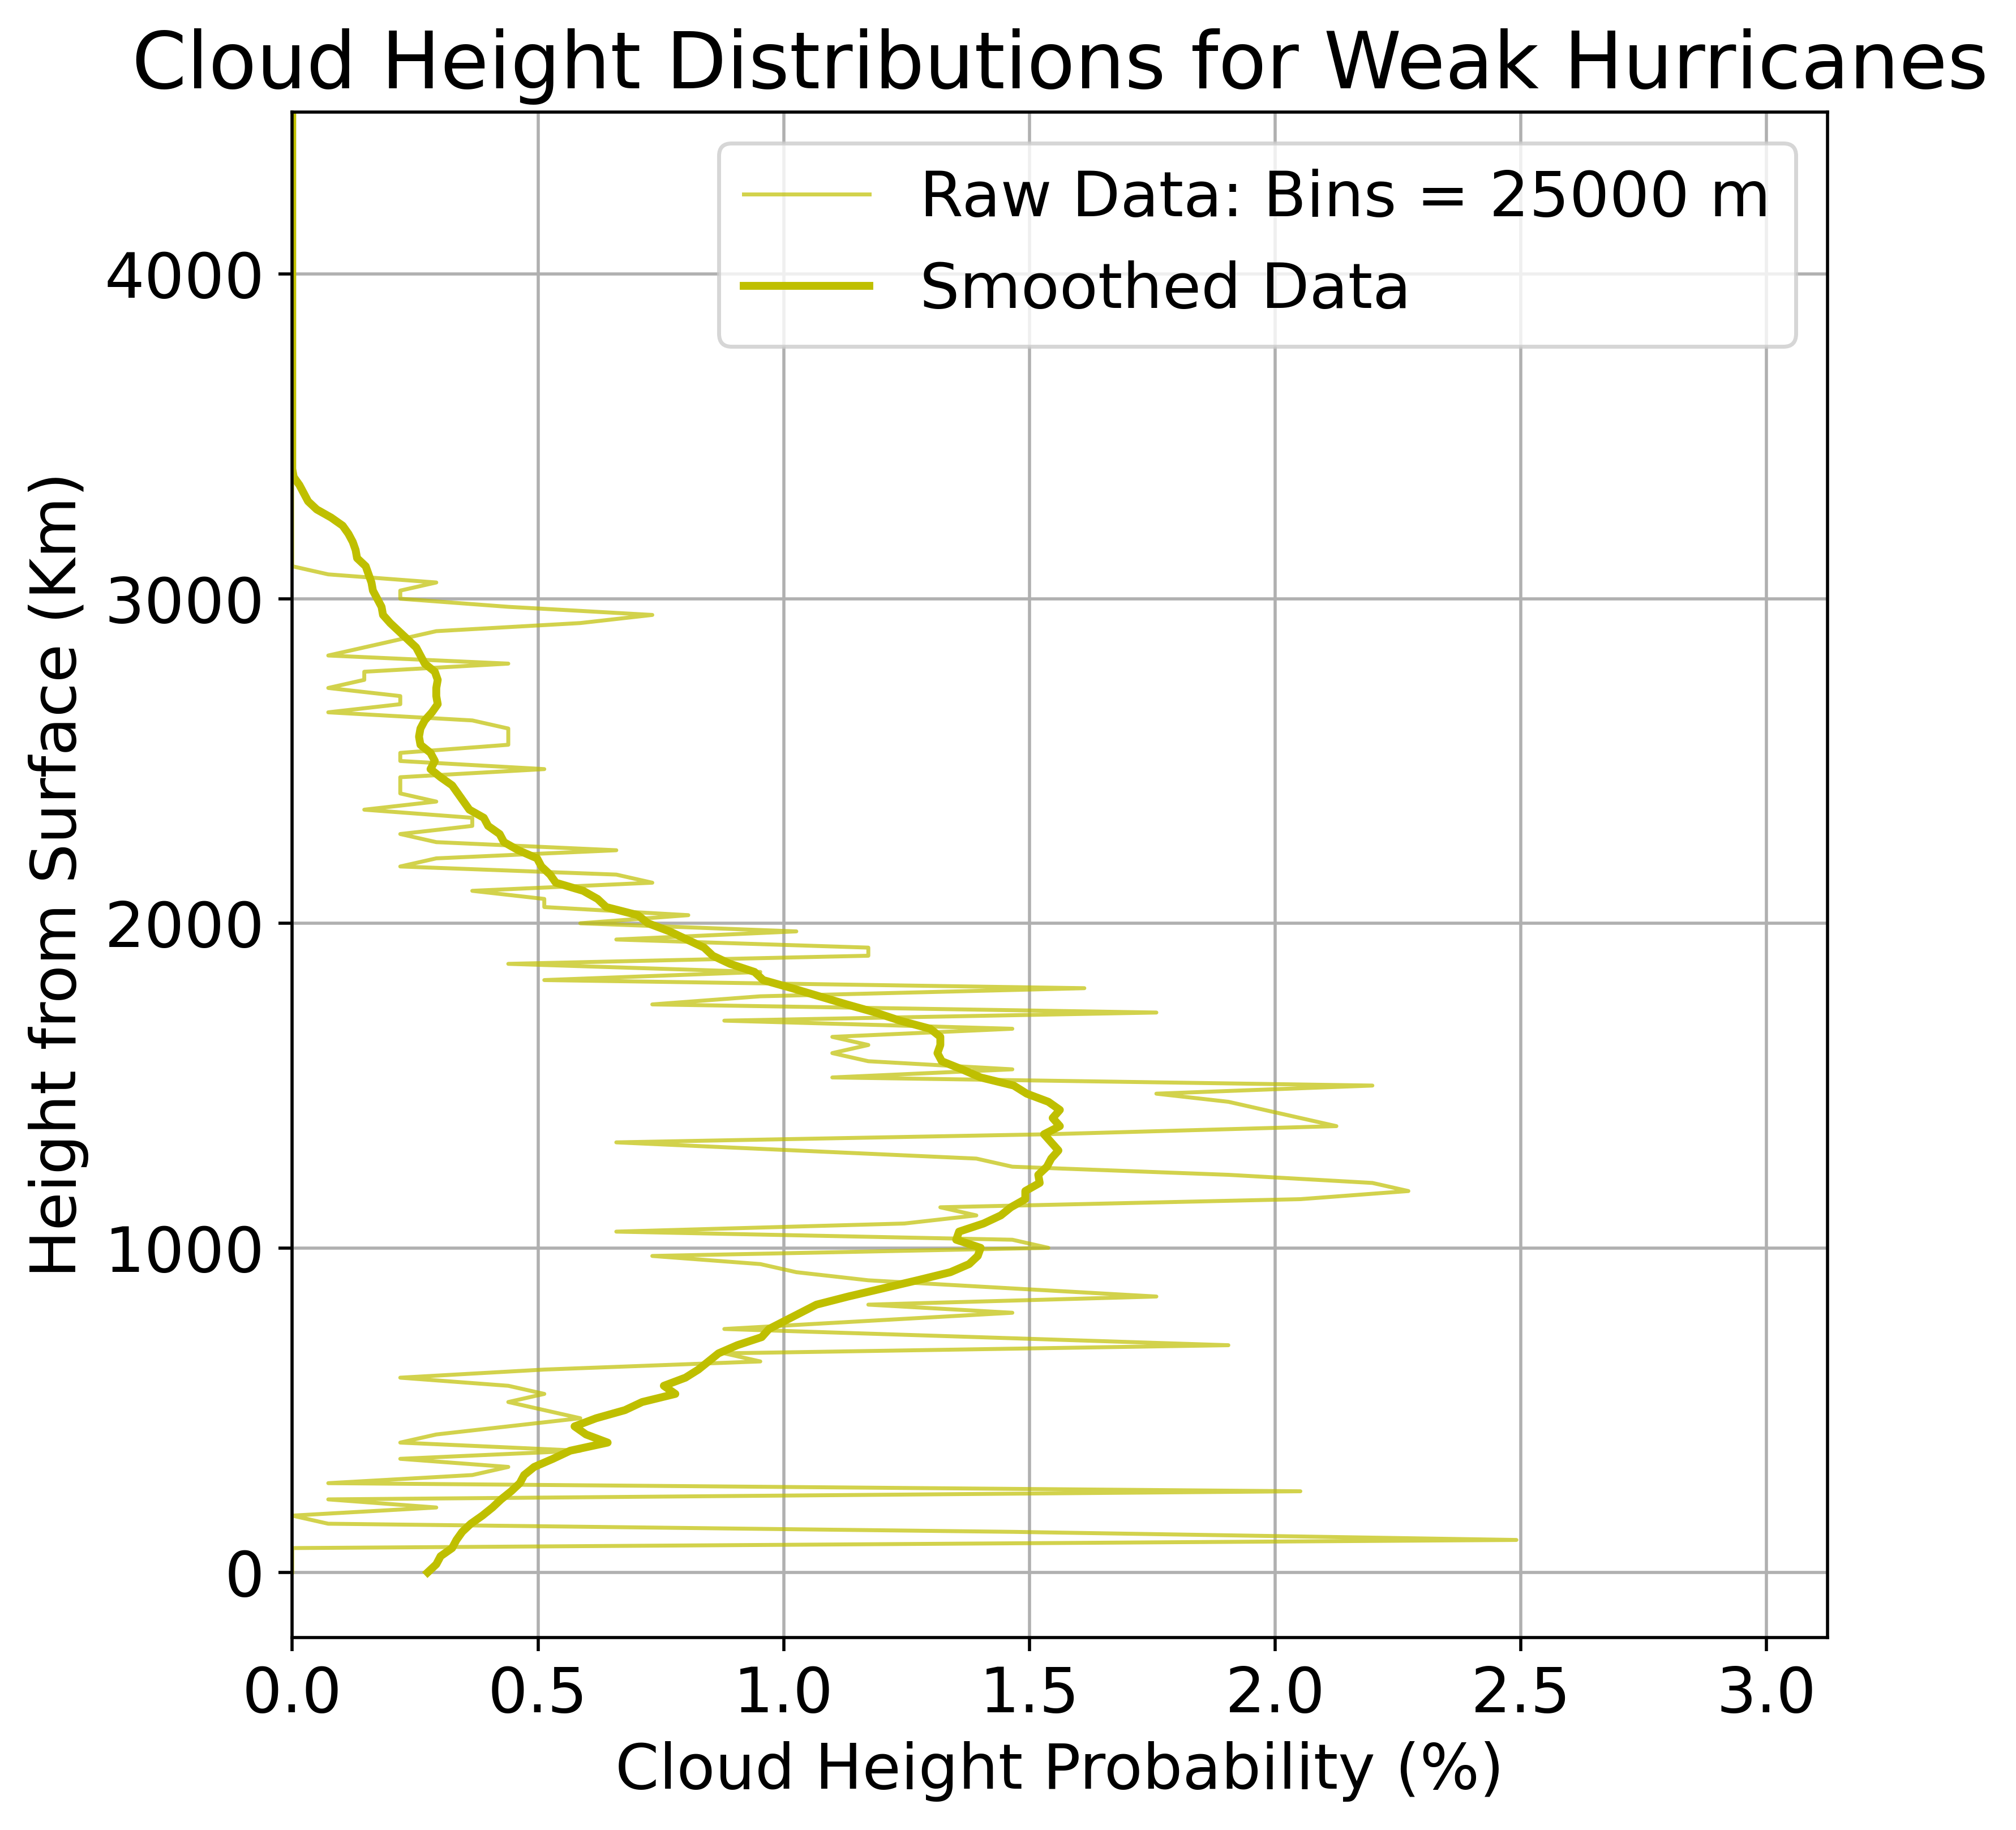 Cloud Height Distributions for Weak Hurricanes
Raw Data: Bins = 25000 m
Smoothed Data
Height from Surface (Km)
4000
3000
2000
1000
0
0.0 0.5 1.0 1.5 2.0 2.5 3.0
Cloud Height Probability (%)